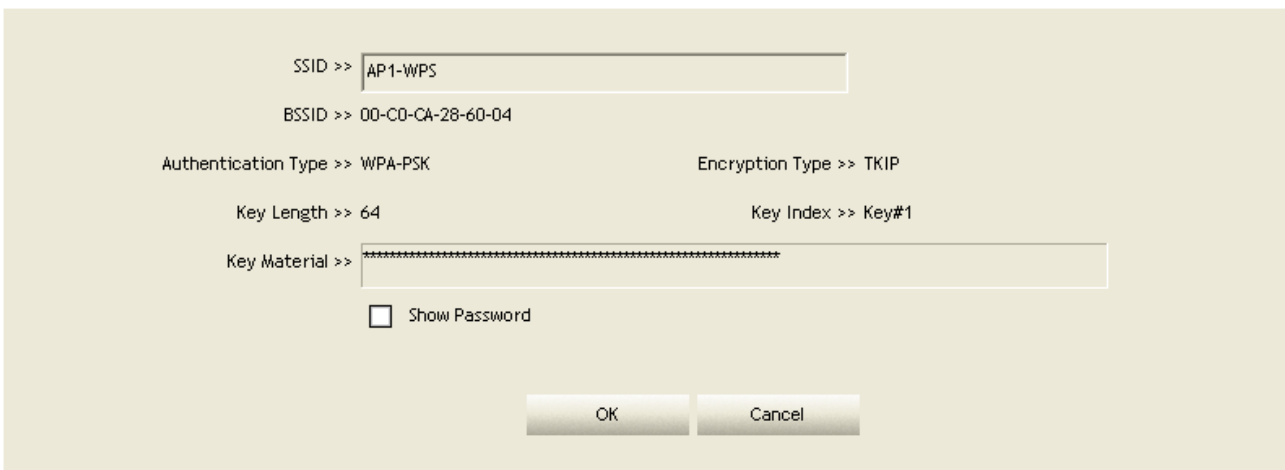 SSID >> AP1-WPS
BSSID >> 00-C0-CA-28-60-04
Authentication Type >> WPA-PSK Encryption Type >> TKIP
Key Length >> 64 Key Index >> Key#1
Key Material >> ****************************************************************
Show Password
OK Cancel